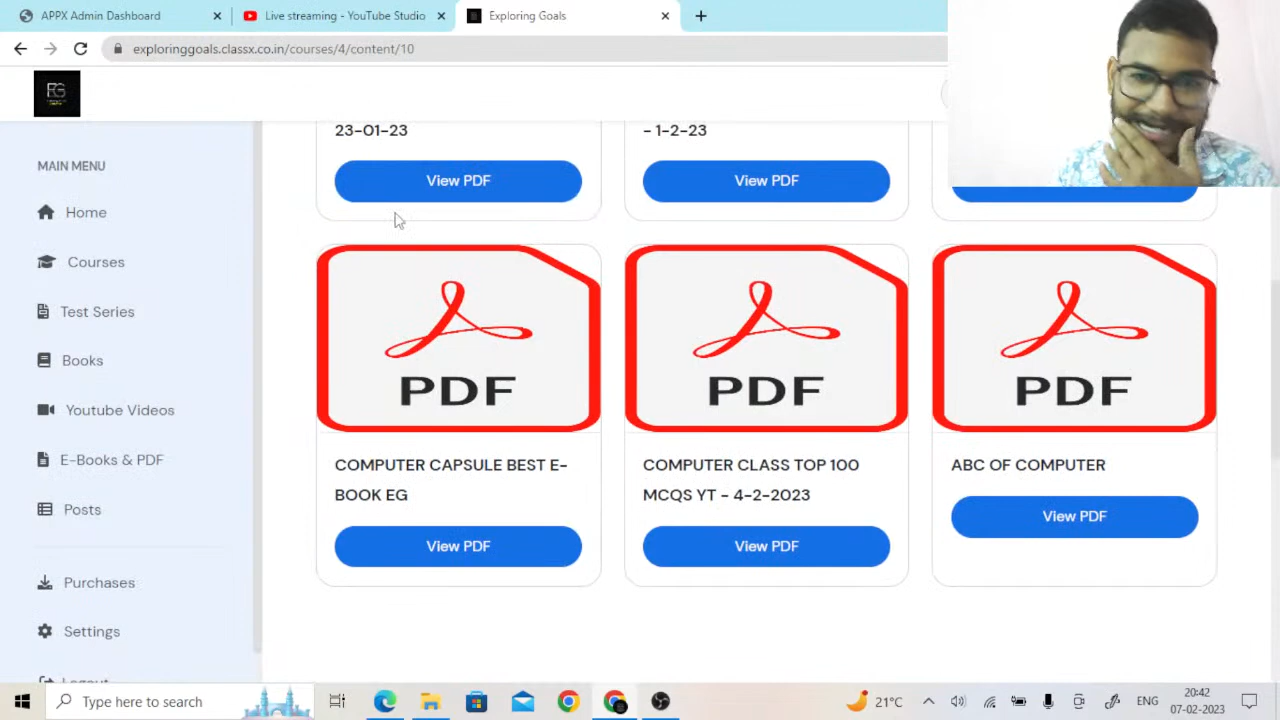 APPX Admin Dashboard
Live streaming - YouTube Studio
Exploring Goals
exploringgoals.classx.co.in/courses/4/content/10
EG
MAIN MENU
Home
Courses
Test Series
Books
Youtube Videos
E-Books & PDF
Posts
Purchases
Settings
Logout
23-01-23
View PDF
- 1-2-23
View PDF
PDF
COMPUTER CAPSULE BEST E-
BOOK EG
View PDF
PDF
COMPUTER CLASS TOP 100
MCQS YT - 4-2-2023
View PDF
PDF
ABC OF COMPUTER
View PDF
Type here to search
21°C
ENG
20:42
07-02-2023